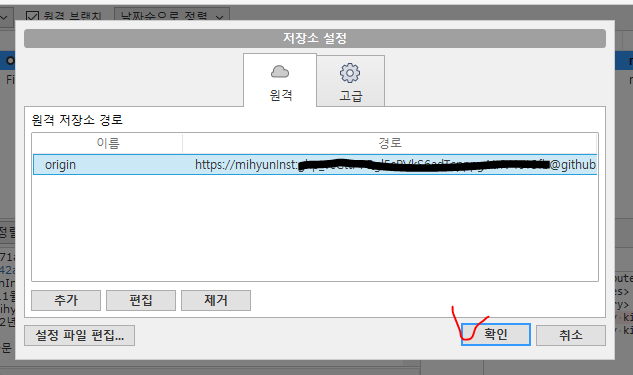 원격 브랜치
날짜순으로 정렬
저장소 설정
원격
고급
원격 저장소 경로
이름
경로
origin
https://mihyunInst:
@github
추가
편집
제거
설정 파일 편집...
확인
취소